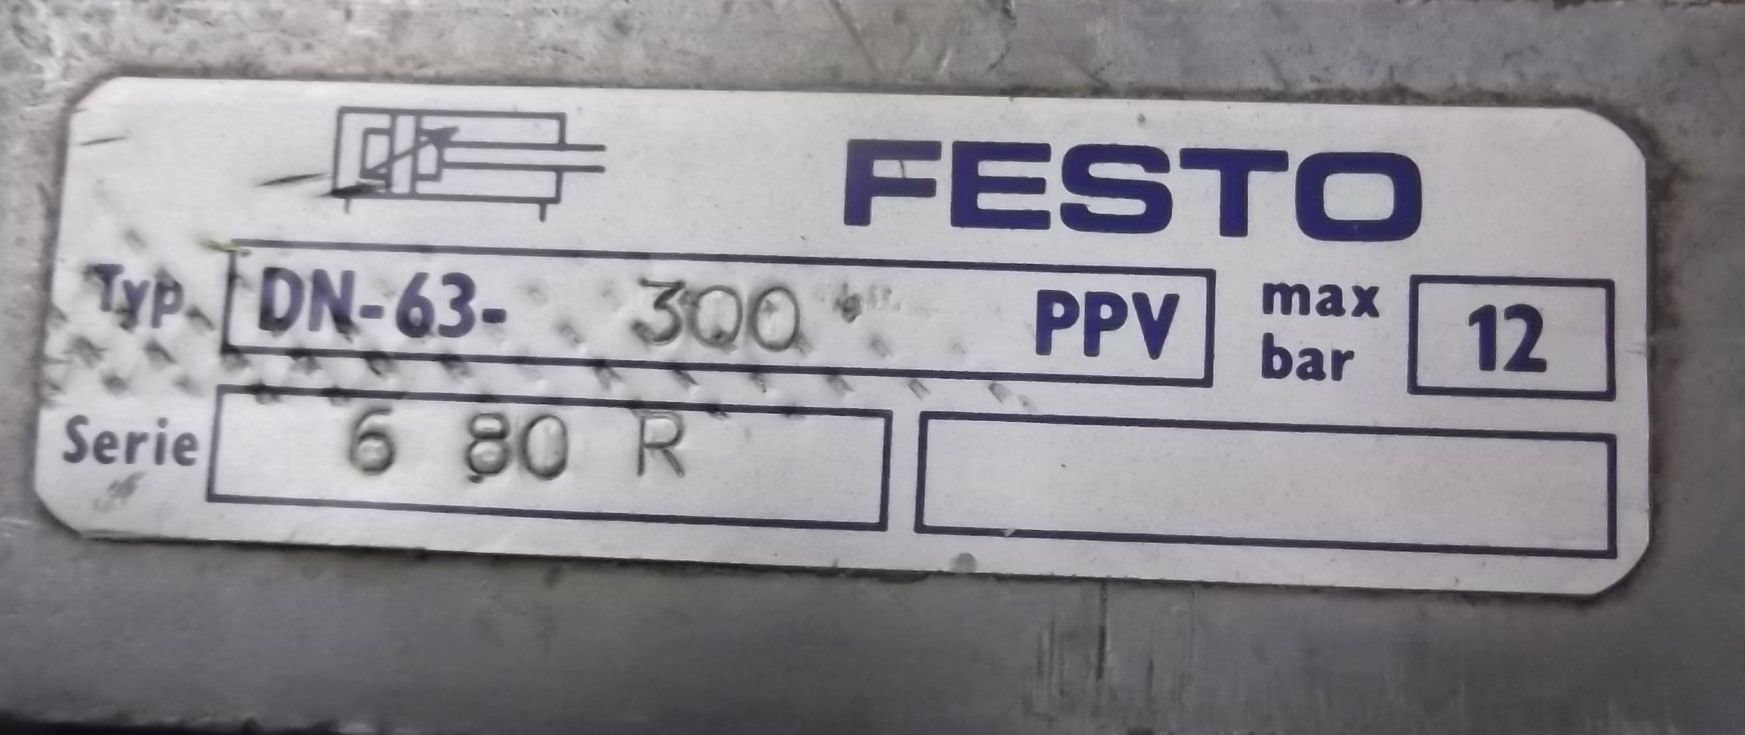 FESTO
Typ. DN-63- 300 PPV max bar 12
Serie 6 80 R